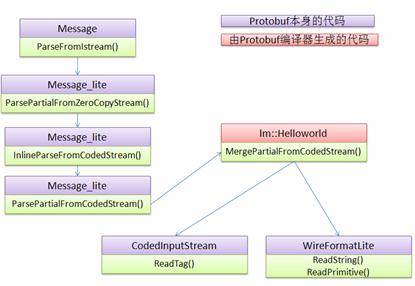 Message
ParseFromIstream()
Protobuf本身的代码
由Protobuf编译器生成的代码
Message_lite
ParsePartialFromZeroCopyStream()
Message_lite
InlineParseFromCodedStream()
lm::Helloworld
MergePartialFromCodedStream()
Message_lite
ParsePartialFromCodedStream()
CodedInputStream
ReadTag()
WireFormatLite
ReadString()
ReadPrimitive()